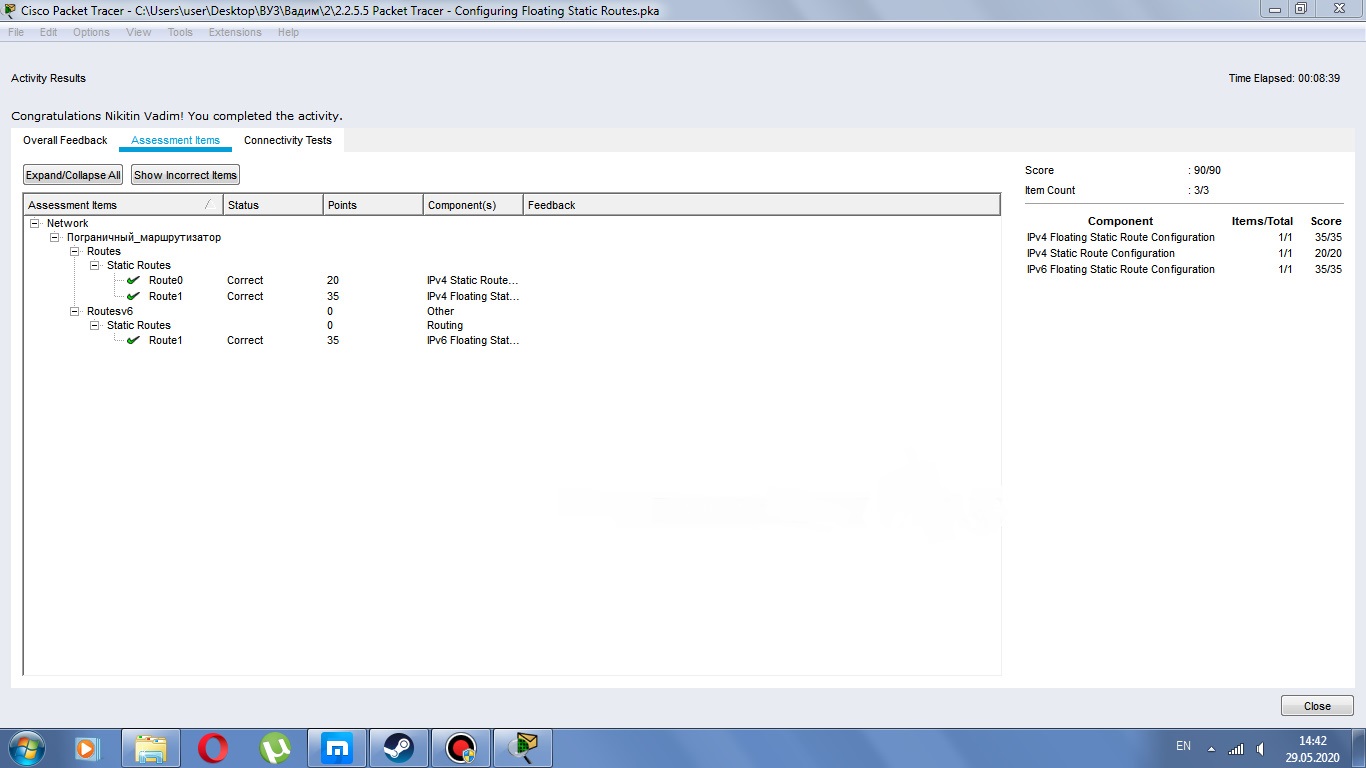 Cisco Packet Tracer - C:\Users\user\Desktop\ВУЗ\Вадим\2\2.2.5.5 Packet Tracer - Configuring Floating Static Routes.pka
File Edit Options View Tools Extensions Help
Activity Results
Time Elapsed: 00:08:39
Congratulations Nikitin Vadim! You completed the activity.
Overall Feedback Assessment Items Connectivity Tests
Expand/Collapse All Show Incorrect Items
Assessment Items Status Points Component(s) Feedback
Network
Пограничный_маршрутизатор
Routes
Static Routes
Route0 Correct 20 IPv4 Static Route...
Route1 Correct 35 IPv4 Floating Stat...
Routesv6 0 Other
Static Routes 0 Routing
Route1 Correct 35 IPv6 Floating Stat...
Score : 90/90
Item Count : 3/3
Component Items/Total Score
IPv4 Floating Static Route Configuration 1/1 35/35
IPv4 Static Route Configuration 1/1 20/20
IPv6 Floating Static Route Configuration 1/1 35/35
Close
EN
14:42
29.05.2020